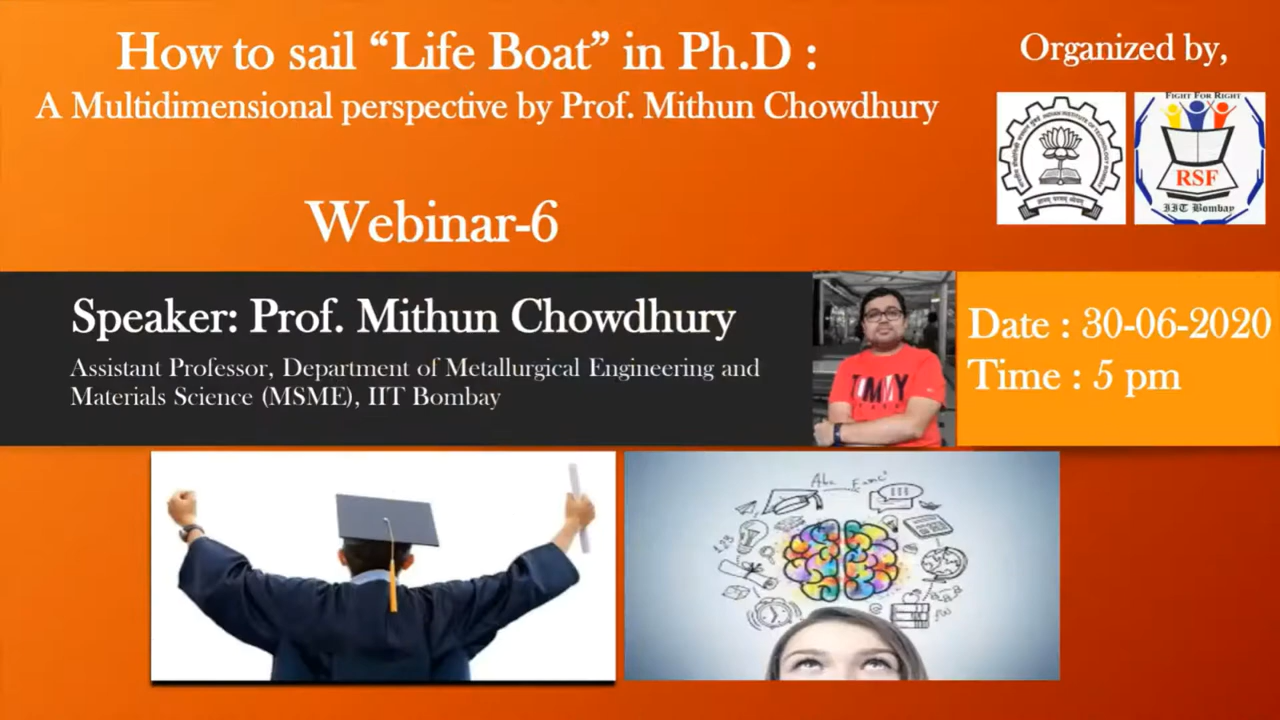 How to sail “Life Boat” in Ph.D :
A Multidimensional perspective by Prof. Mithun Chowdhury
Organized by,
FIGHT FOR RIGHT
RSF
IIT Bombay
Webinar-6
Speaker: Prof. Mithun Chowdhury
Assistant Professor, Department of Metallurgical Engineering and
Materials Science (MSME), IIT Bombay
Date : 30-06-2020
Time : 5 pm
Abc
123